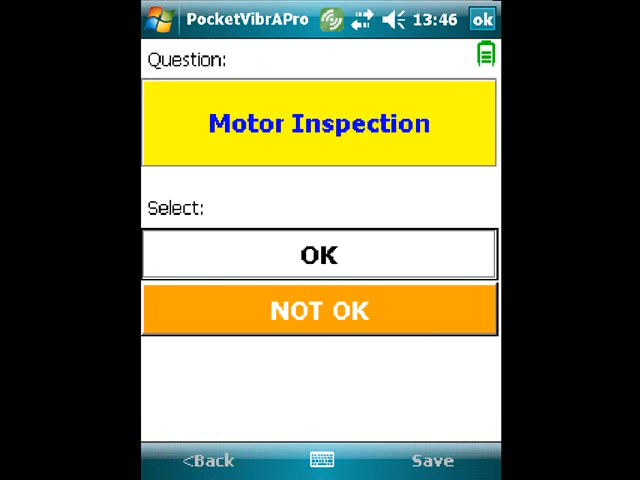 PocketVibrAPro 13:46 ok
Question:
Motor Inspection
Select:
OK
NOT OK
<Back Save